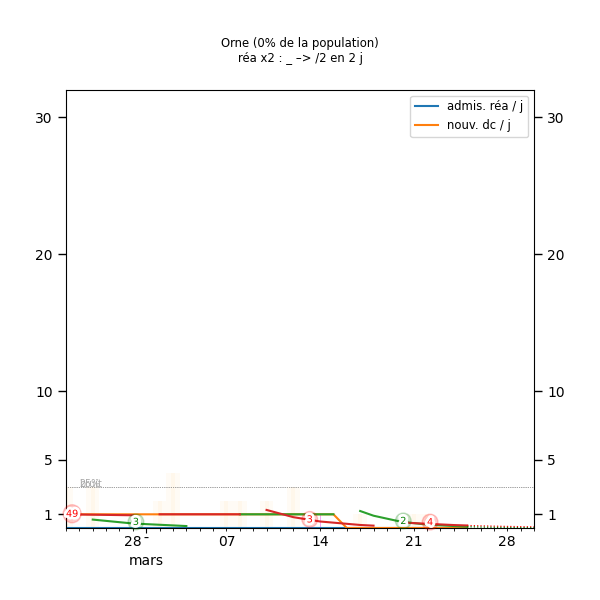 Orne (0% de la population)
réa x2 : _ –> /2 en 2 j
admis. réa / j
nouv. dc / j
30 30
20 20
10 10
5 5
1 1
49
3
3
2
4
28 07 14 21 28
mars